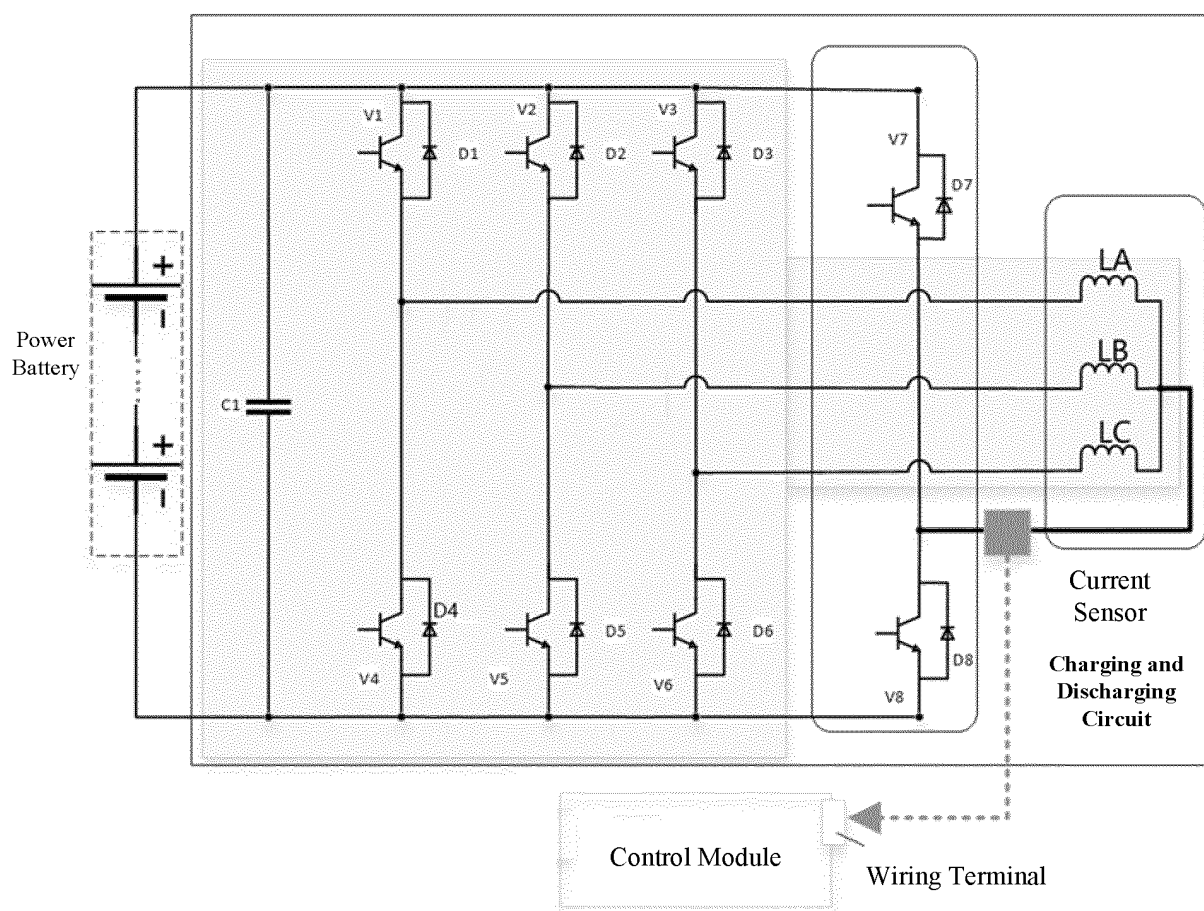 V1
V2
V3
V7
D1
D2
D3
D7
+
-
LA
Power
Battery
LB
C1
LC
+
-
D4
D5
D6
D8
V4
V5
V6
V8
Current
Sensor
Charging and
Discharging
Circuit
Control Module
Wiring Terminal